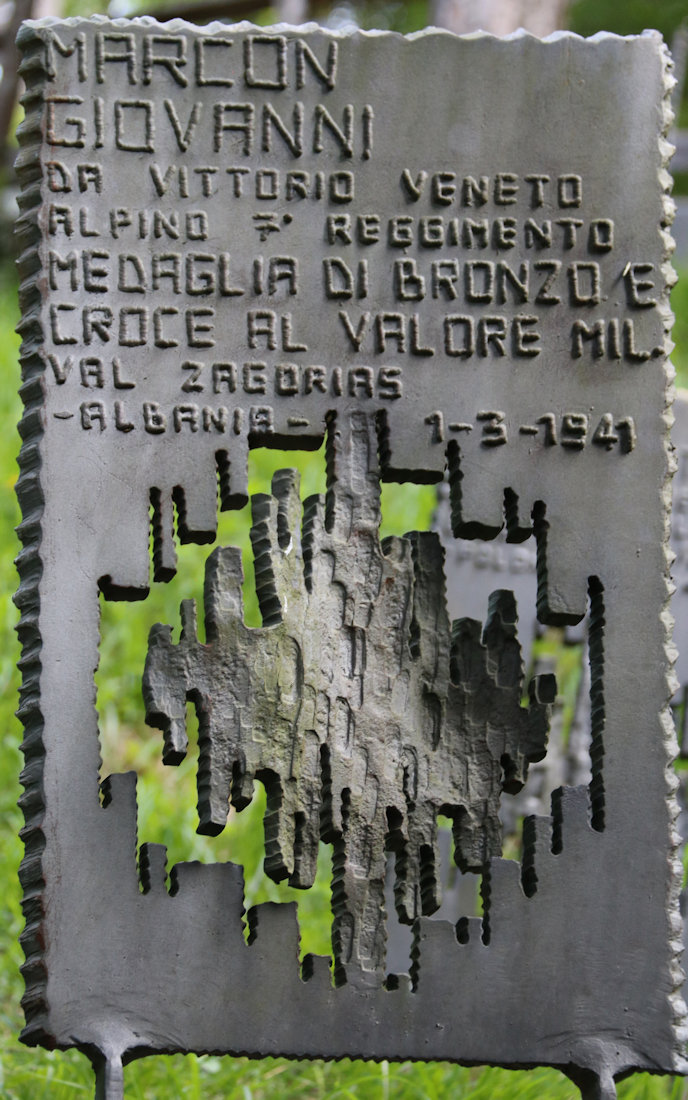 MARCON
GIOVANNI
DA VITTORIO VENETO
ALPINO 7° REGGIMENTO
MEDAGLIA DI BRONZO E
CROCE AL VALORE MIL.
VAL ZAGORIAS
-ALBANIA- 1-3-1941